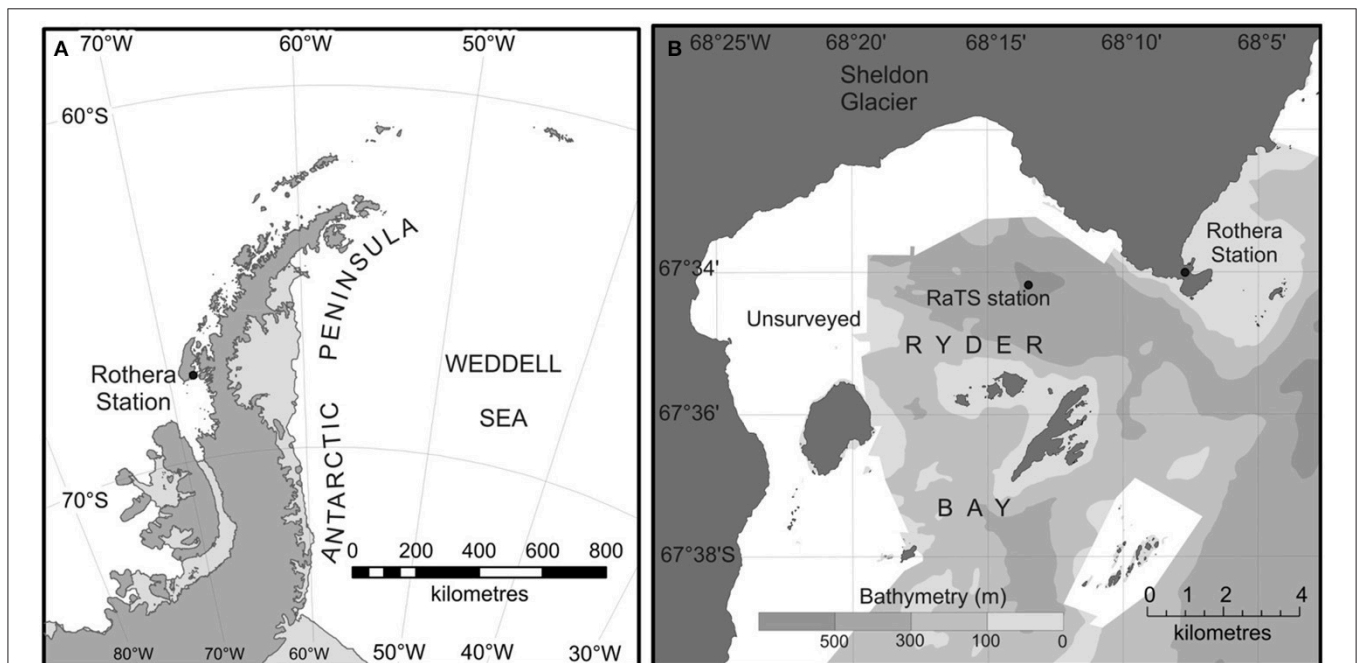 A
70°W
60°W
50°W
60°S
ANTARCTIC PENINSULA
Rothera
Station
WEDDELL
SEA
70°S
0 200 400 600 800
kilometres
80°W
70°W
60°W
50°W
40°W
30°W
B
68°25'W
68°20'
68°15'
68°10'
68°5'
Sheldon
Glacier
Rothera
Station
67°34'
RaTS station
Unsurveyed
RYDER
67°36'
BAY
67°38'S
Bathymetry (m)
500 300 100 0
0 2 4
kilometres